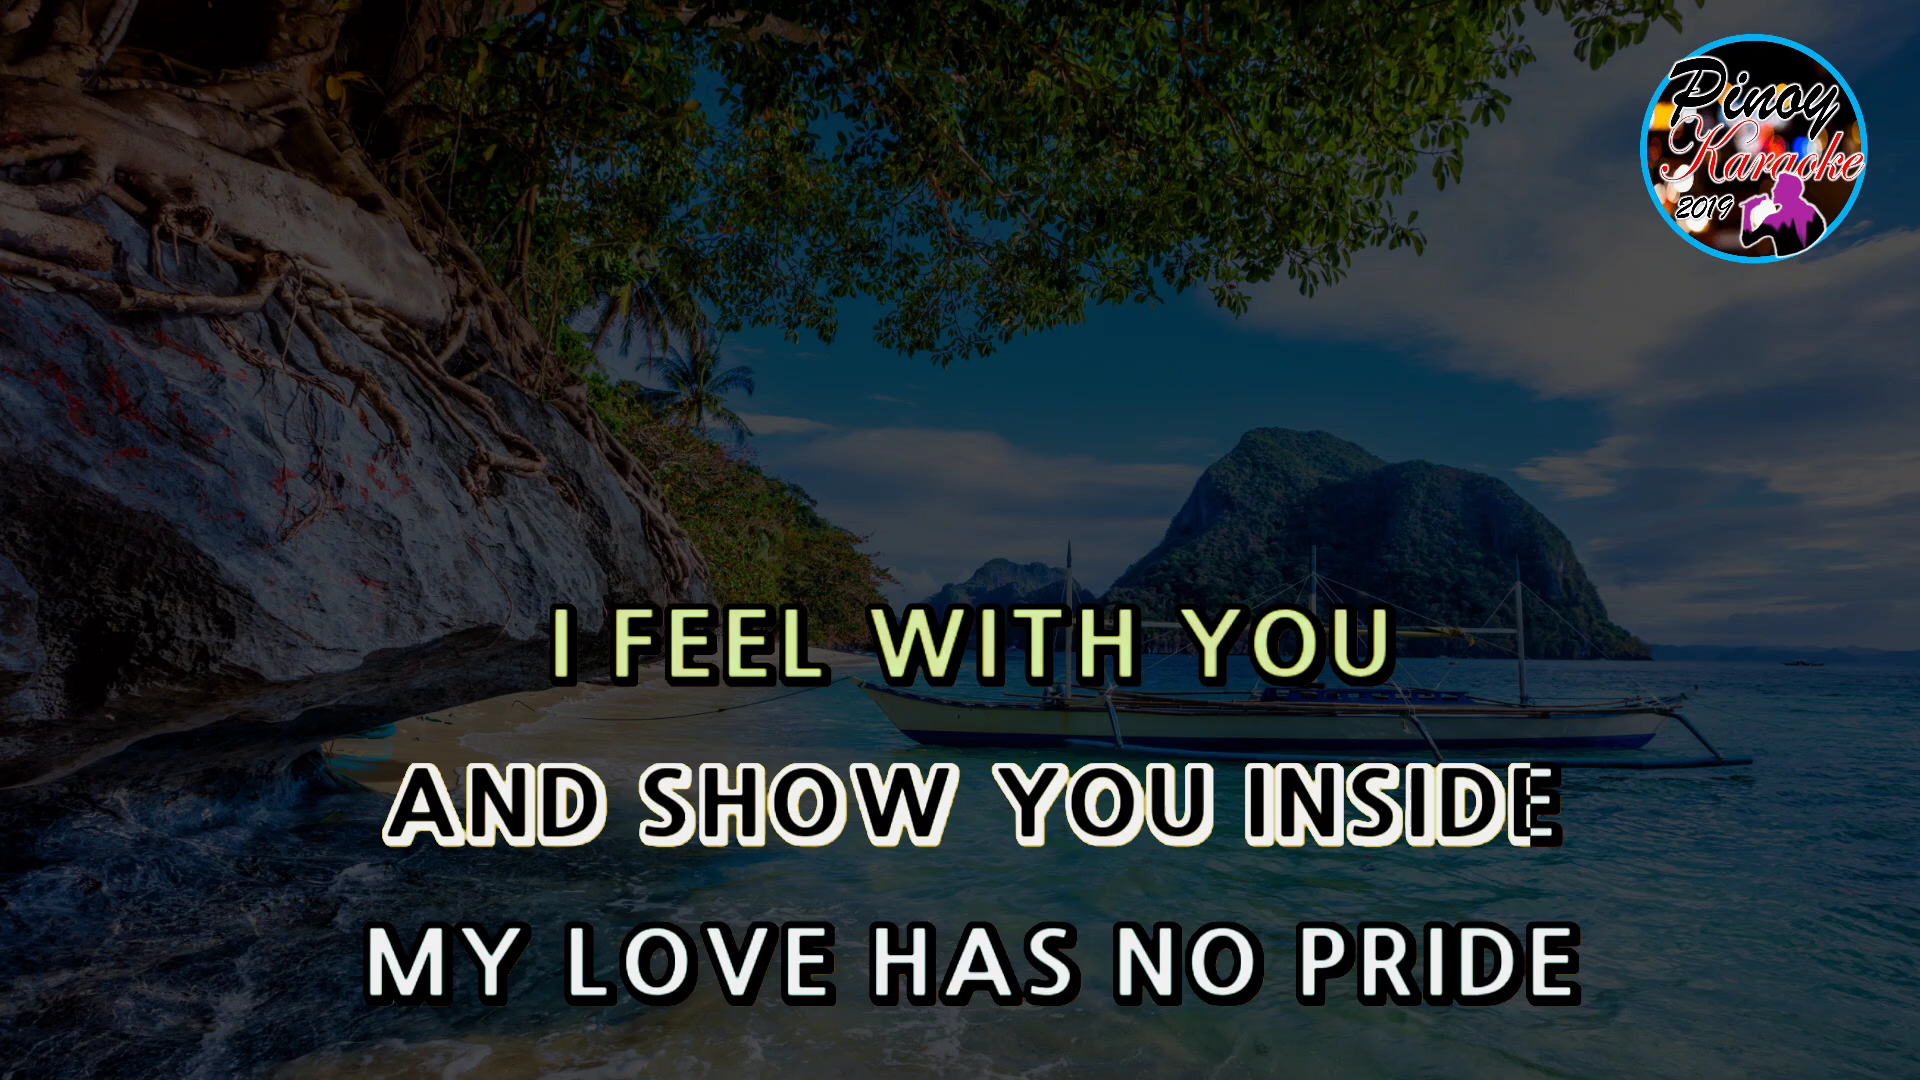 Pinoy
Karaoke
2019
I FEEL WITH YOU
AND SHOW YOU INSIDE
MY LOVE HAS NO PRIDE